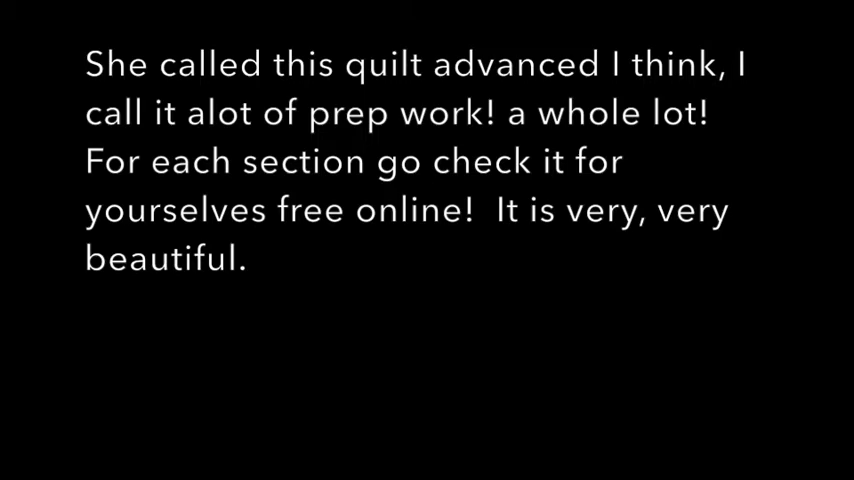 She called this quilt advanced I think, I
call it alot of prep work! a whole lot!
For each section go check it for
yourselves free online!  It is very, very
beautiful.